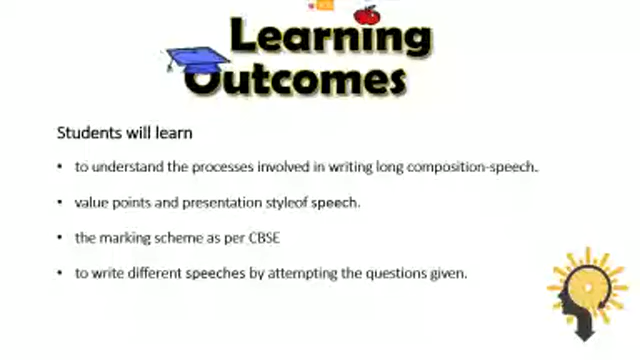 Learning
Outcomes
Students will learn
• to understand the processes involved in writing long composition-speech.
• value points and presentation styleof speech.
• the marking scheme as per CBSE
• to write different speeches by attempting the questions given.